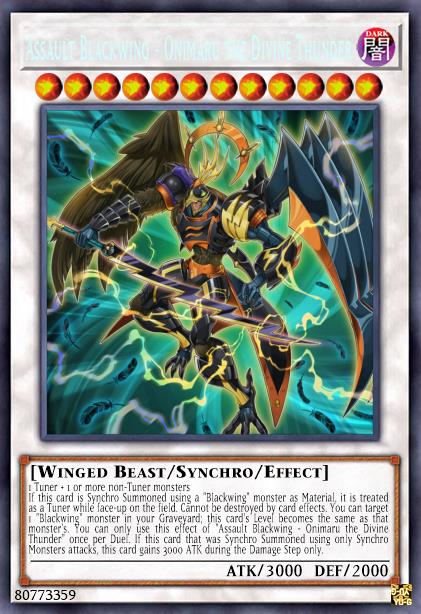 Assault Blackwing - Onimaru the Divine Thunder
DARK
闇
[Winged Beast/Synchro/Effect]
1 Tuner + 1 or more non-Tuner monsters
If this card is Synchro Summoned using a "Blackwing" monster as Material, it is treated
as a Tuner while face-up on the field. Cannot be destroyed by card effects. You can target
1 "Blackwing" monster in your Graveyard; this card's Level becomes the same as that
monster's. You can only use this effect of "Assault Blackwing - Onimaru the Divine
Thunder" once per Duel. If this card that was Synchro Summoned using only Synchro
Monsters attacks, this card gains 3000 ATK during the Damage Step only.
ATK/3000 DEF/2000
80773359